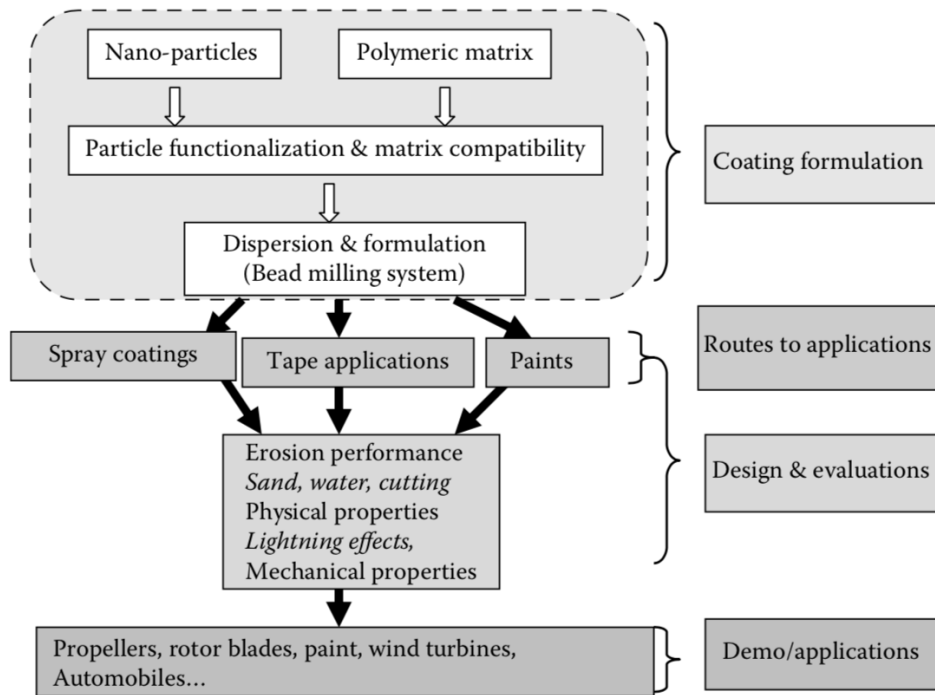 Nano-particles
Polymeric matrix
Particle functionalization & matrix compatibility
Coating formulation
Dispersion & formulation
(Bead milling system)
Spray coatings
Tape applications
Paints
Routes to applications
Erosion performance
Sand, water, cutting
Physical properties
Lightning effects,
Mechanical properties
Design & evaluations
Propellers, rotor blades, paint, wind turbines,
Automobiles…
Demo/applications